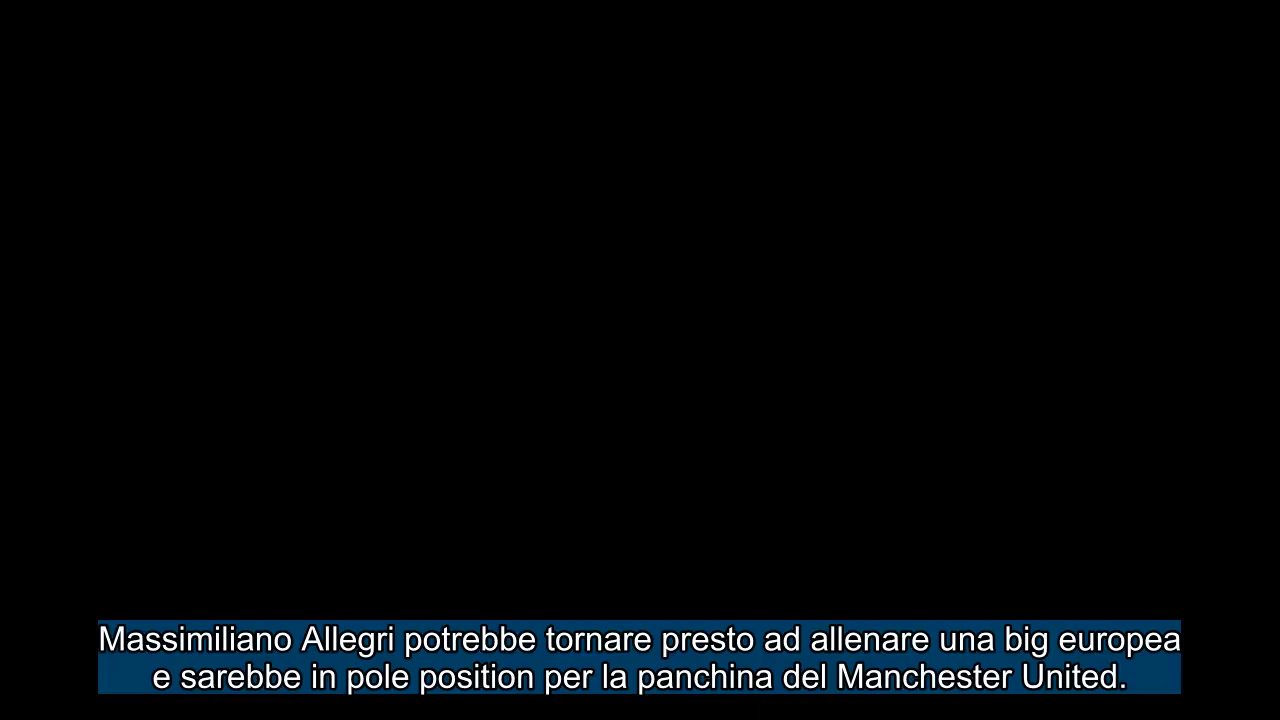 Massimiliano Allegri potrebbe tornare presto ad allenare una big europea
e sarebbe in pole position per la panchina del Manchester United.